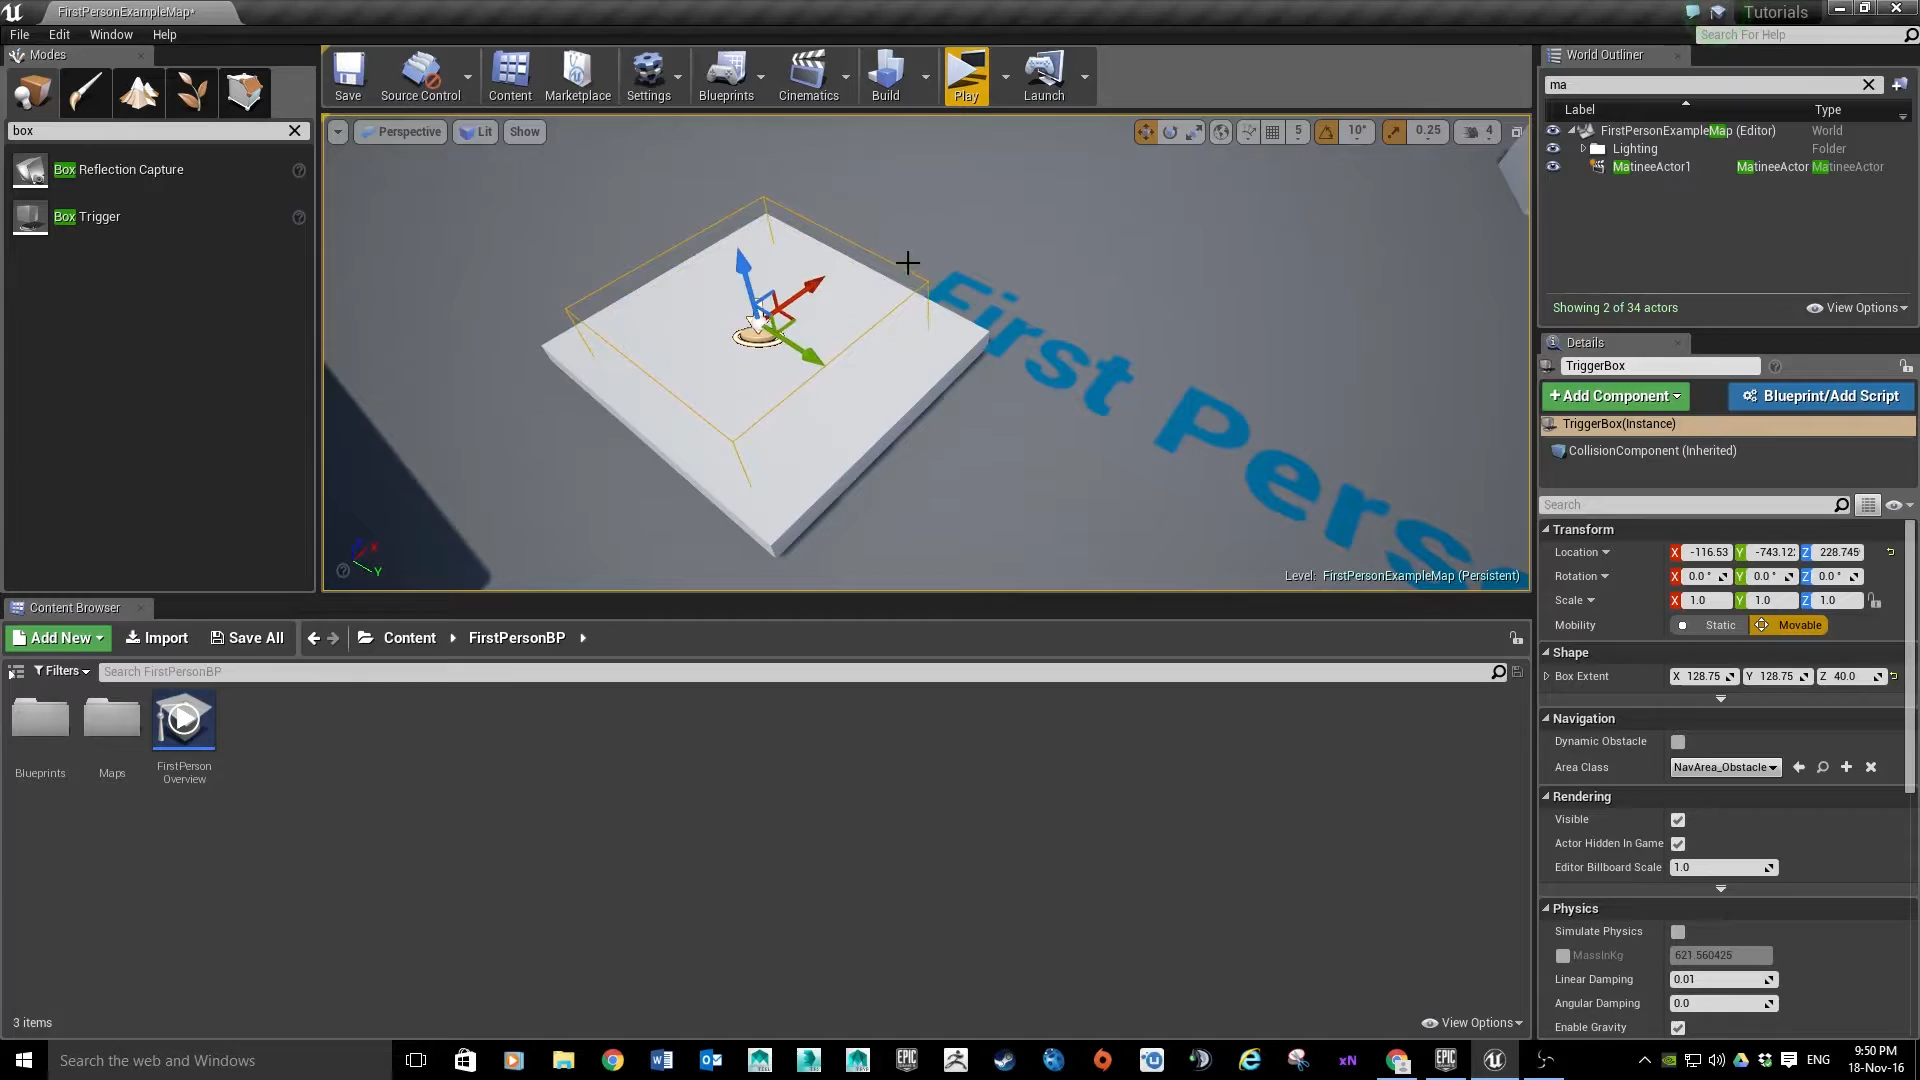 FirstPersonExampleMap*
Tutorials
File Edit Window Help
Search For Help
Modes
box
Box Reflection Capture
Box Trigger
Save
Source Control
Content
Marketplace
Settings
Blueprints
Cinematics
Build
Play
Launch
Perspective
Lit
Show
5
10°
0.25
4
First Pers
Level: FirstPersonExampleMap (Persistent)
X
Y
World Outliner
ma
Label Type
FirstPersonExampleMap (Editor) World
Lighting Folder
MatineeActor1 MatineeActor MatineeActor
Showing 2 of 34 actors
View Options
Details
TriggerBox
+Add Component
Blueprint/Add Script
TriggerBox(Instance)
CollisionComponent (Inherited)
Search
Transform
Location X -116.53 Y -743.12 Z 228.745
Rotation X 0.0 ° Y 0.0 ° Z 0.0 °
Scale X 1.0 Y 1.0 Z 1.0
Mobility Static Movable
Shape
Box Extent X 128.75 Y 128.75 Z 40.0
Navigation
Dynamic Obstacle
Area Class NavArea_Obstacle
Rendering
Visible
Actor Hidden In Game
Editor Billboard Scale 1.0
Physics
Simulate Physics
MassInKg 621.560425
Linear Damping 0.01
Angular Damping 0.0
Enable Gravity
Content Browser
Add New Import Save All Content FirstPersonBP
Filters Search FirstPersonBP
Blueprints
Maps
FirstPerson
Overview
3 items
View Options
Search the web and Windows
EPIC GAMES
xN
EPIC GAMES
ENG
9:50 PM
18-Nov-16